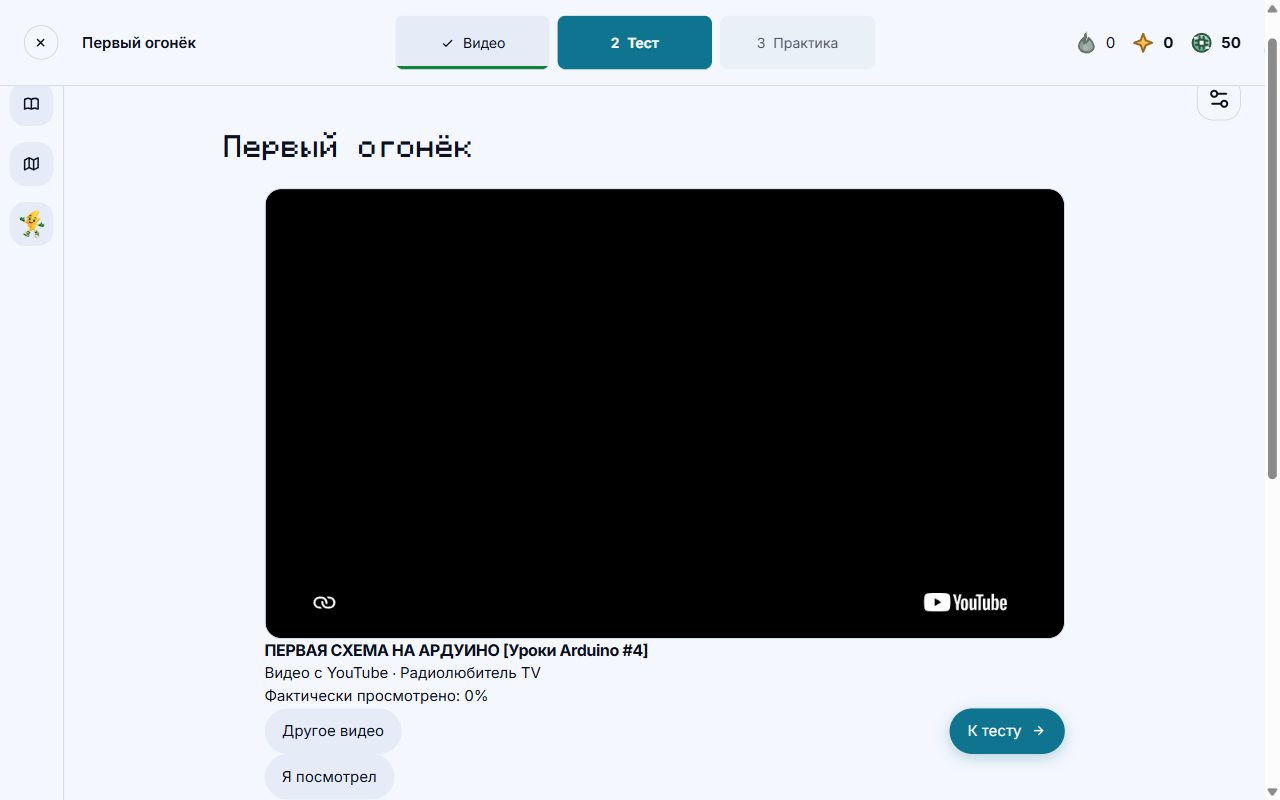 Первый огонёк
Видео
2 Тест
3 Практика
0
0
50
Первый огонёк
YouTube
ПЕРВАЯ СХЕМА НА АРДУИНО [Уроки Arduino #4]
Видео с YouTube · Радиолюбитель TV
Фактически просмотрено: 0%
Другое видео
К тесту
Я посмотрел